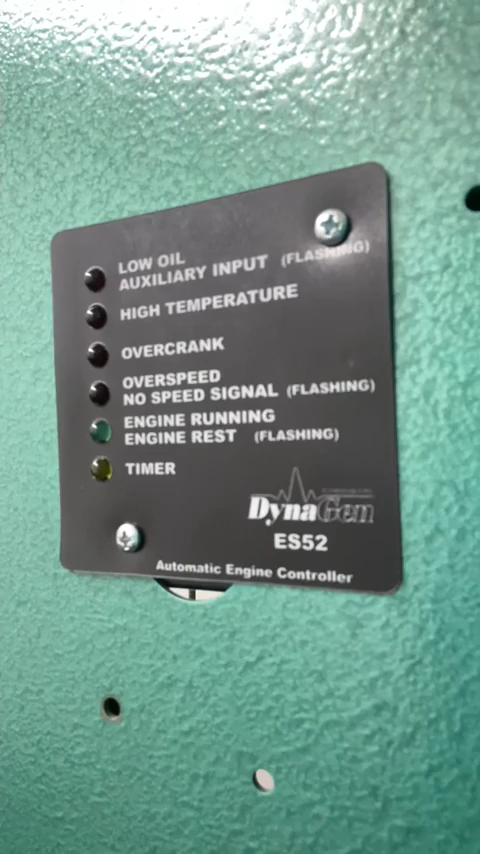 LOW OIL
AUXILIARY INPUT (FLASHING)
HIGH TEMPERATURE
OVERCRANK
OVERSPEED
NO SPEED SIGNAL (FLASHING)
ENGINE RUNNING
ENGINE REST (FLASHING)
TIMER
DynaGen
ES52
Automatic Engine Controller